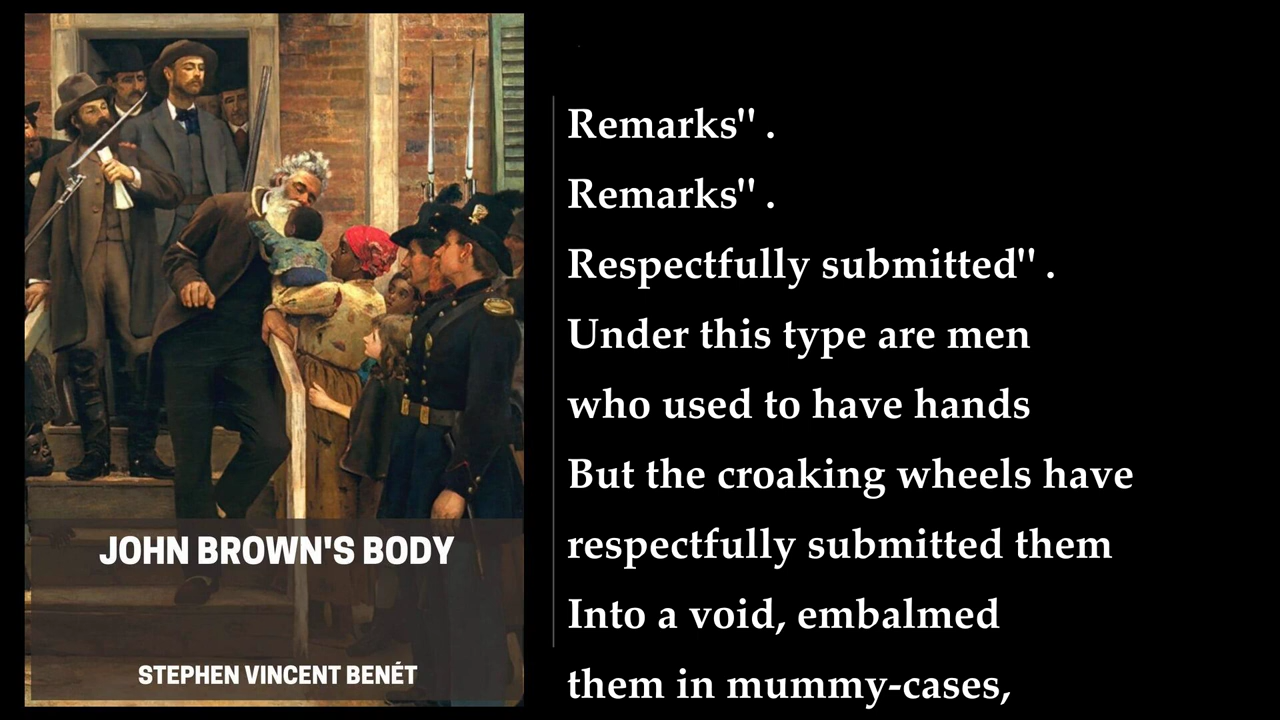 JOHN BROWN'S BODY
STEPHEN VINCENT BENÉT
Remarks" .
Remarks" .
Respectfully submitted" .
Under this type are men
who used to have hands
But the croaking wheels have
respectfully submitted them
Into a void, embalmed
them in mummy-cases,